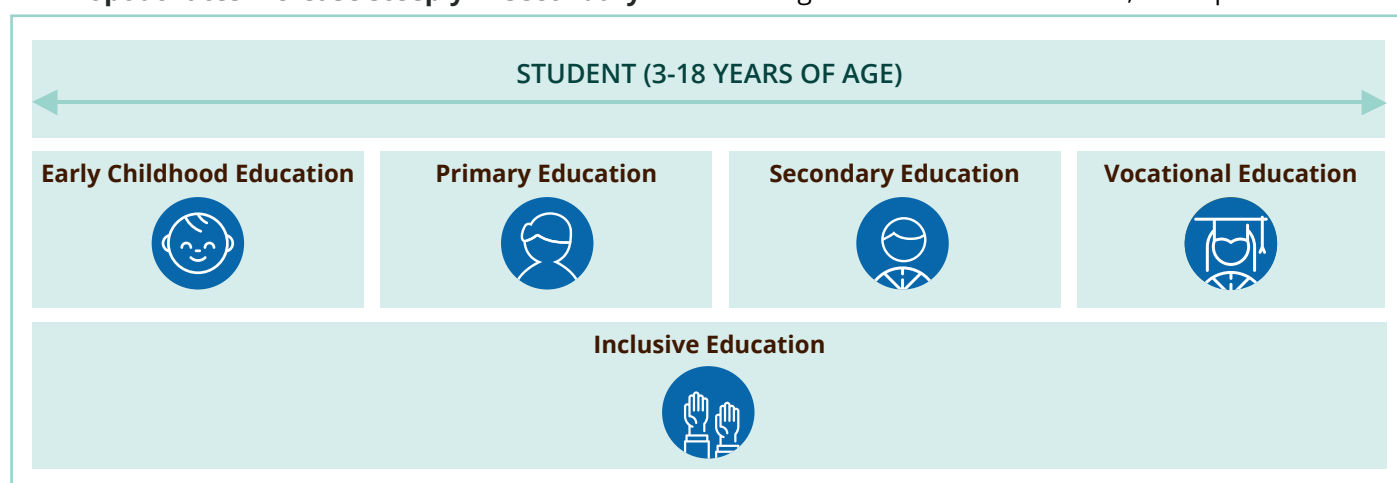 STUDENT (3-18 YEARS OF AGE)
Early Childhood Education
Primary Education
Secondary Education
Vocational Education
Inclusive Education